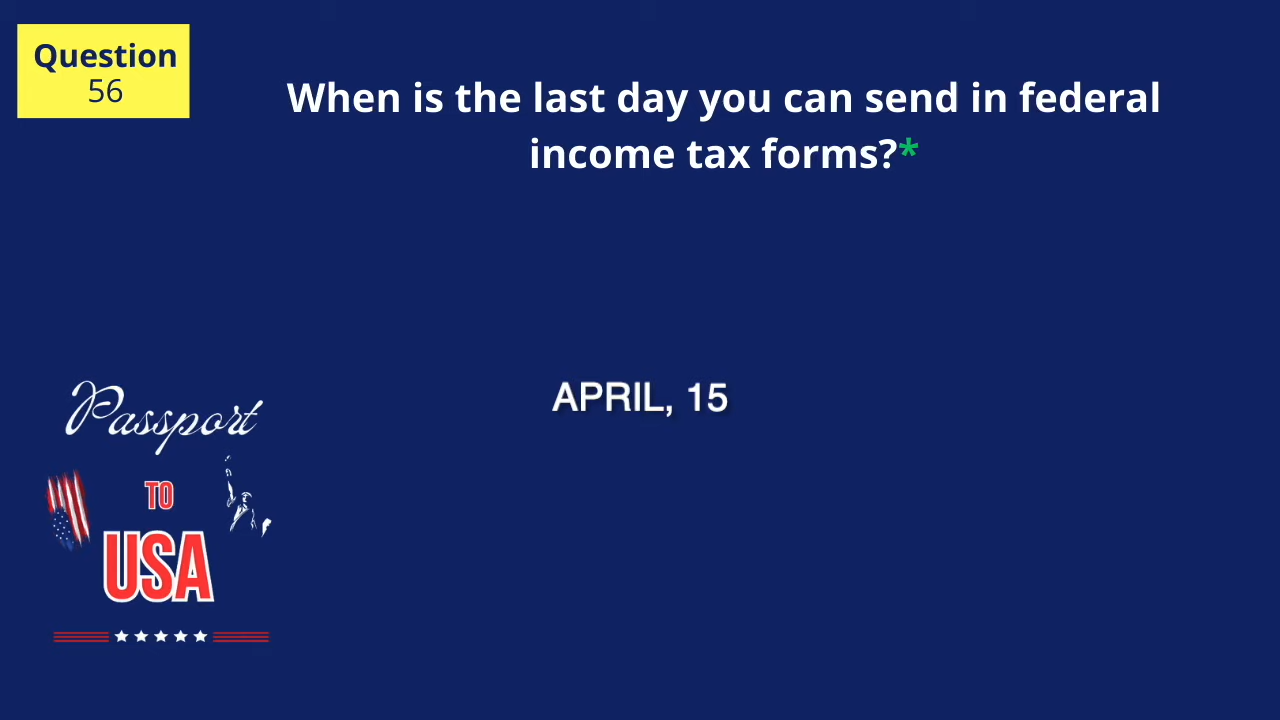 Question
56
When is the last day you can send in federal
income tax forms?*
APRIL, 15
Passport
TO
USA